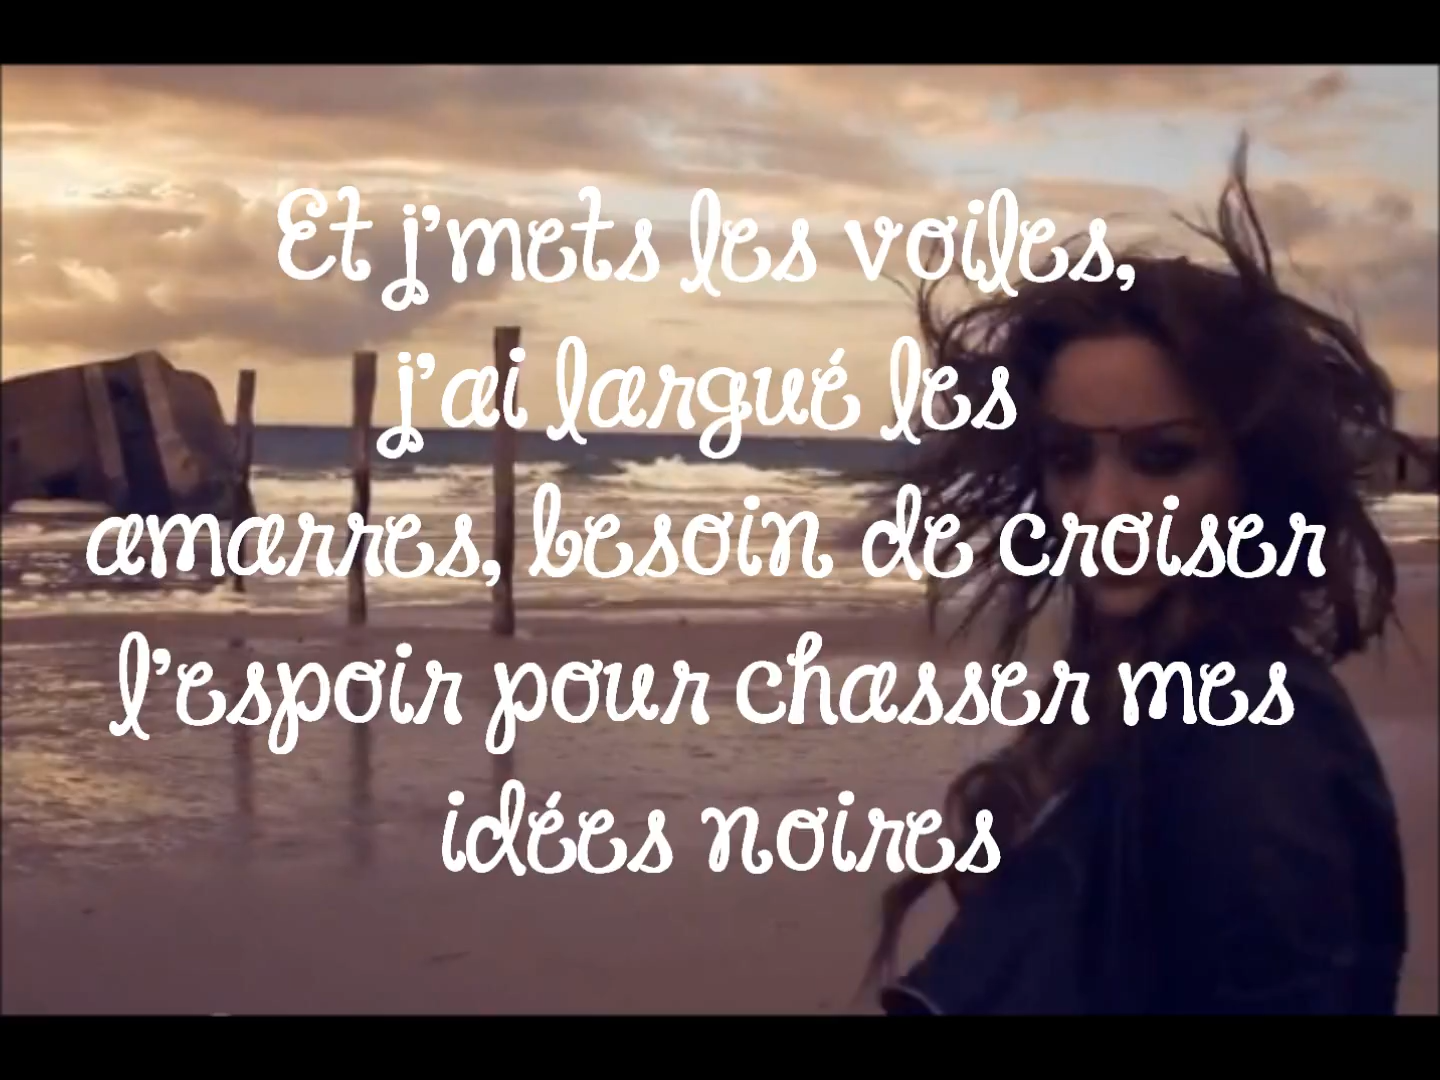 Et j'mets les voiles,
j'ai largué les
amarres, besoin de croiser
l'espoir pour chasser mes
idées noires